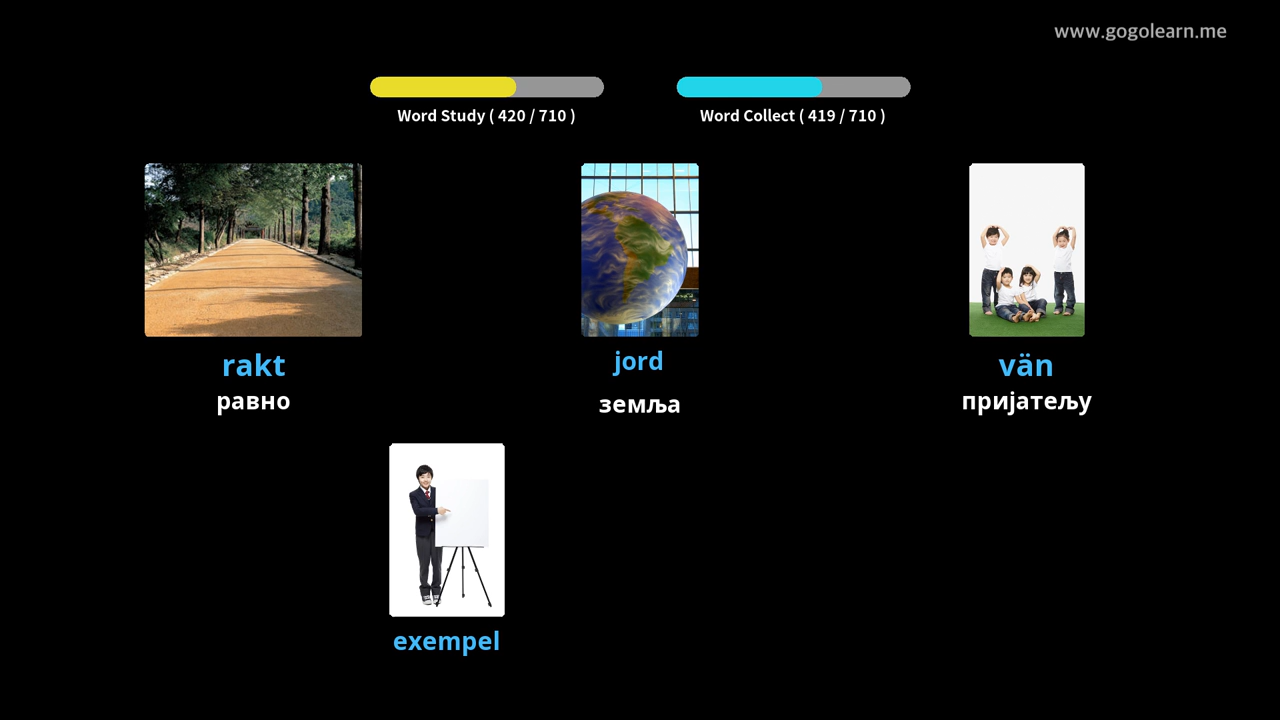 www.gogolearn.me
Word Study ( 420 / 710 )
Word Collect ( 419 / 710 )
rakt
jord
vän
равно
земља
пријатељу
exempel